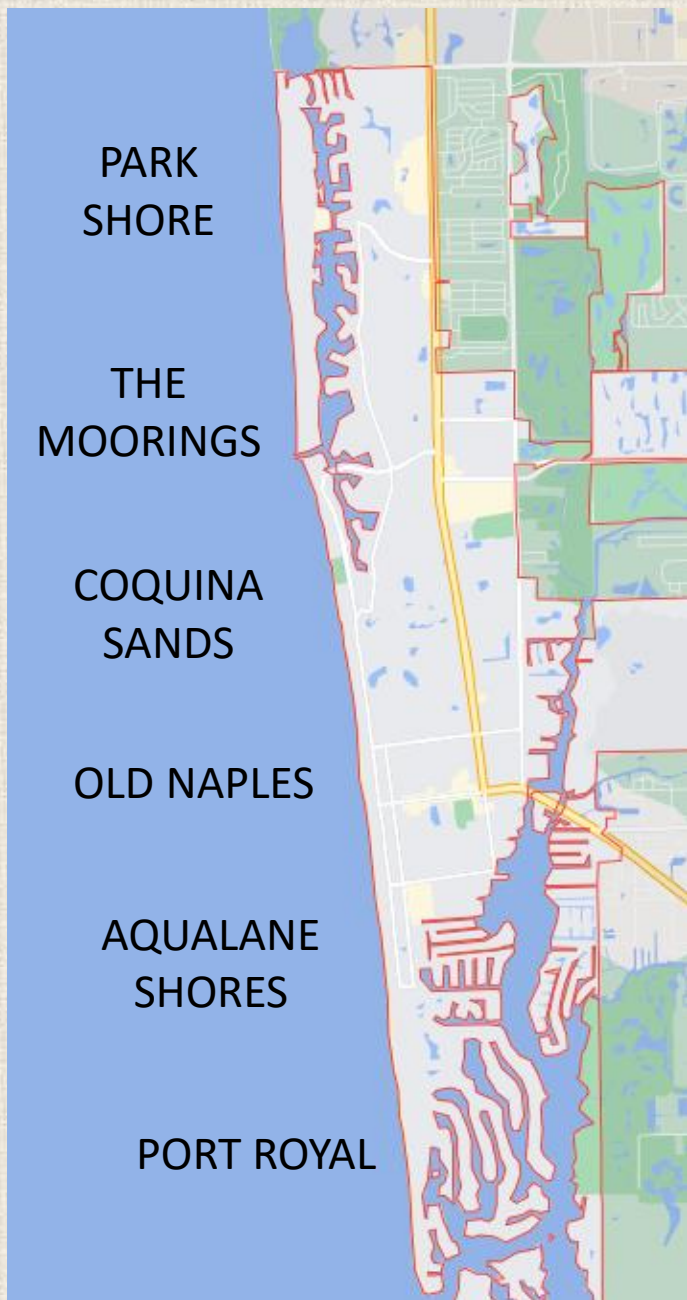 PARK
SHORE
THE
MOORINGS
COQUINA
SANDS
OLD NAPLES
AQUALANE
SHORES
PORT ROYAL